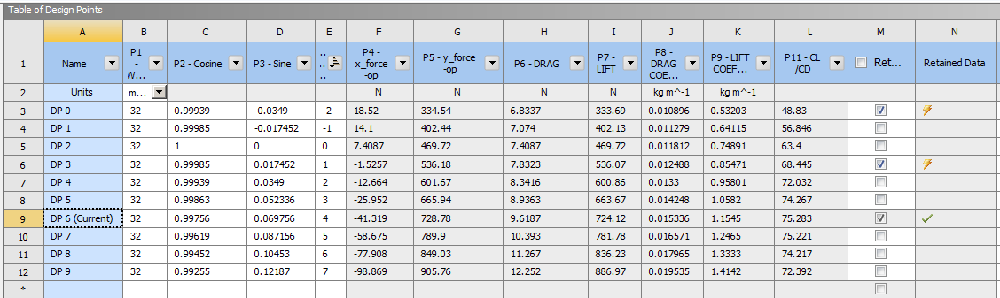 Table of Design Points
A B C D E F G H I J K L M N
1 Name P1 - W... P2 - Cosine P3 - Sine .. .. .. P4 - x_force -op P5 - y_force -op P6 - DRAG P7 - LIFT P8 - DRAG COE... P9 - LIFT COEF... P11 - CL /CD Ret... Retained Data
2 Units m... N N N N kg m^-1 kg m^-1
3 DP 0 32 0.99939 -0.0349 -2 18.52 334.54 6.8337 333.69 0.010896 0.53203 48.83
4 DP 1 32 0.99985 -0.017452 -1 14.1 402.44 7.074 402.13 0.011279 0.64115 56.846
5 DP 2 32 1 0 0 7.4087 469.72 7.4087 469.72 0.011812 0.74891 63.4
6 DP 3 32 0.99985 0.017452 1 -1.5257 536.18 7.8323 536.07 0.012488 0.85471 68.445
7 DP 4 32 0.99939 0.0349 2 -12.664 601.67 8.3416 600.86 0.0133 0.95801 72.032
8 DP 5 32 0.99863 0.052336 3 -25.952 665.94 8.9363 663.67 0.014248 1.0582 74.267
9 DP 6 (Current) 32 0.99756 0.069756 4 -41.319 728.78 9.6187 724.12 0.015336 1.1545 75.283
10 DP 7 32 0.99619 0.087156 5 -58.675 789.9 10.393 781.78 0.016571 1.2465 75.221
11 DP 8 32 0.99452 0.10453 6 -77.908 849.03 11.267 836.23 0.017965 1.3333 74.217
12 DP 9 32 0.99255 0.12187 7 -98.869 905.76 12.252 886.97 0.019535 1.4142 72.392
*